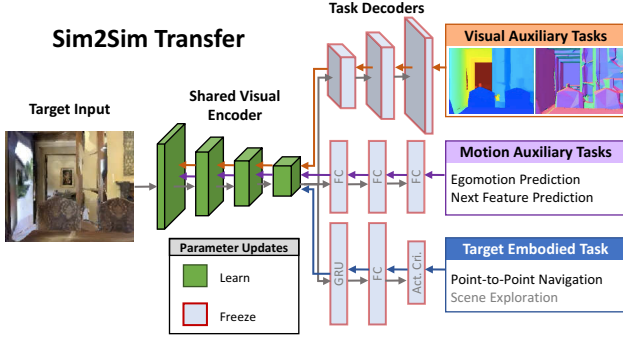 Sim2Sim Transfer
Task Decoders
Visual Auxiliary Tasks
Target Input
Shared Visual
Encoder
FC
FC
FC
Motion Auxiliary Tasks
Egomotion Prediction
Next Feature Prediction
Parameter Updates
Learn
Freeze
GRU
FC
Act. Cri.
Target Embodied Task
Point-to-Point Navigation
Scene Exploration